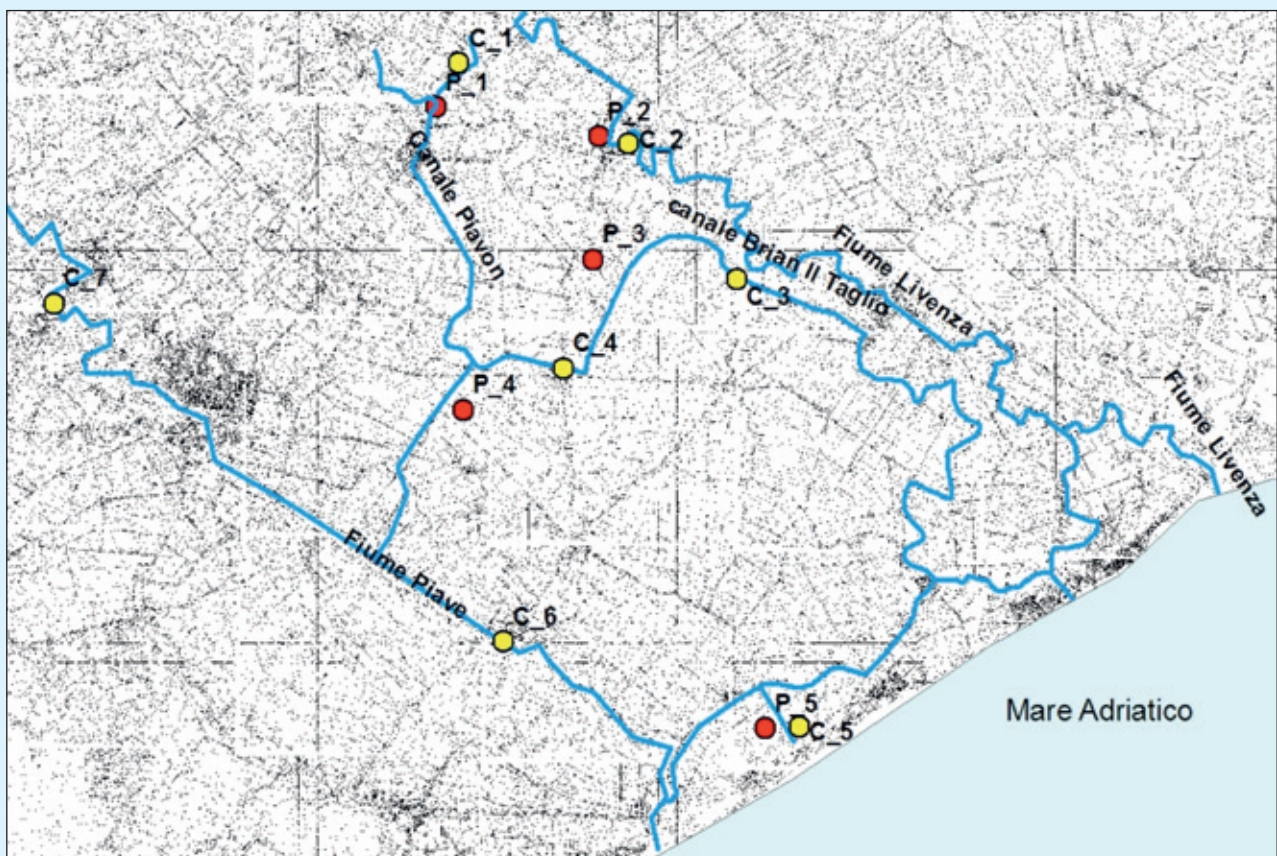 C_1
P_1
P_2
C_2
Canale Piavon
P_3
canale Brian Il Taglio
Fiume Livenza
C_7
C_3
C_4
P_4
Fiume Livenza
Fiume Piave
C_6
P_5
C_5
Mare Adriatico